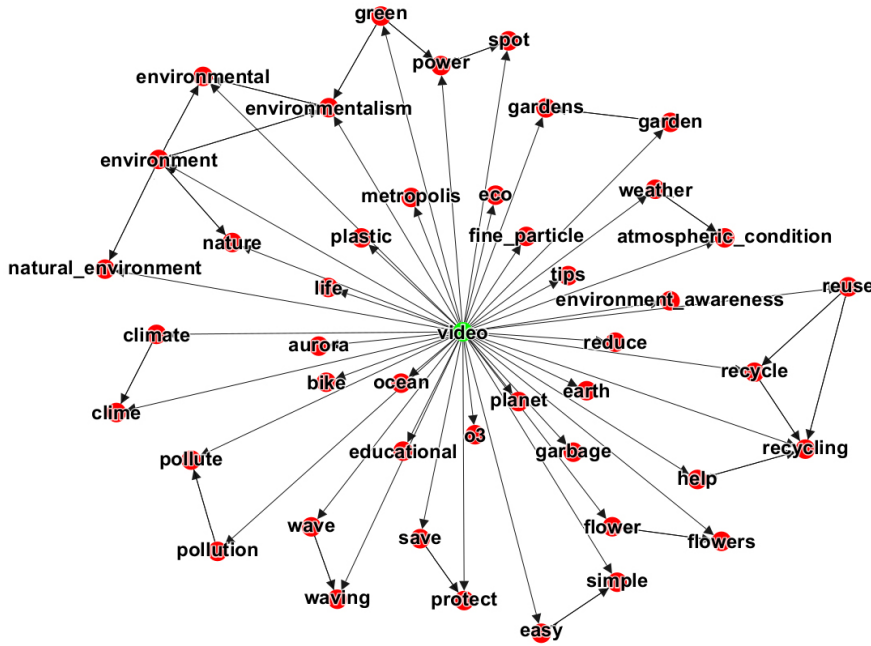 green
spot
power
environmental
environmentalism
gardens
garden
environment
metropolis
eco
weather
nature
plastic
fine_particle
atmospheric_condition
natural_environment
life
tips
environment_awareness
reuse
climate
aurora
video
reduce
bike
ocean
planet
earth
recycle
clime
pollute
educational
o3
garbage
recycling
help
pollution
wave
save
flower
flowers
waving
protect
simple
easy